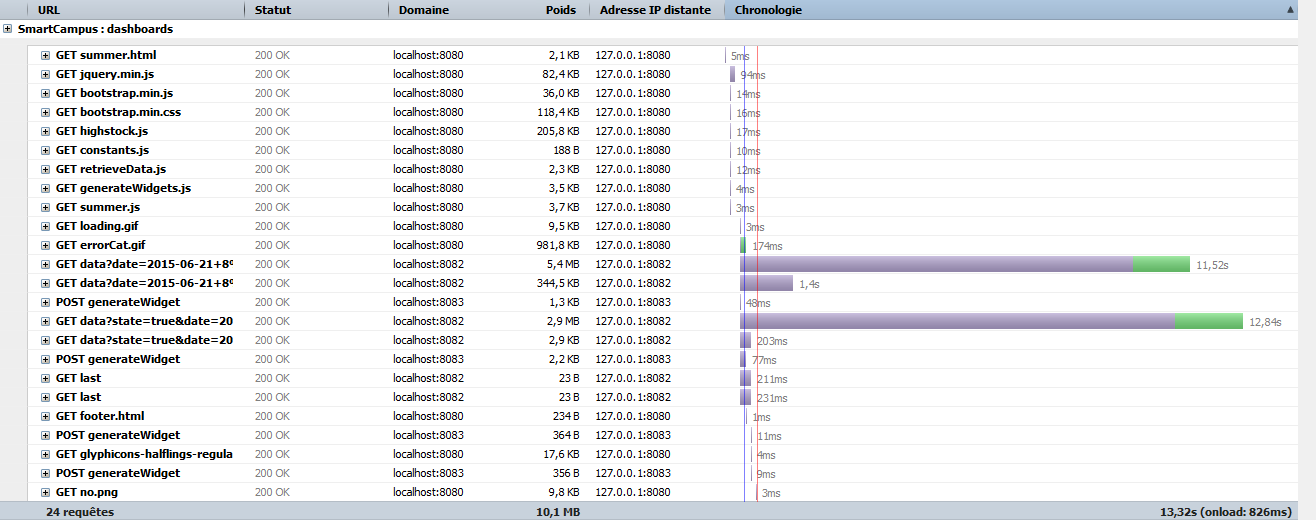 URL Statut Domaine Poids Adresse IP distante Chronologie
SmartCampus : dashboards
GET summer.html 200 OK localhost:8080 2,1 KB 127.0.0.1:8080 5ms
GET jquery.min.js 200 OK localhost:8080 82,4 KB 127.0.0.1:8080 94ms
GET bootstrap.min.js 200 OK localhost:8080 36,0 KB 127.0.0.1:8080 14ms
GET bootstrap.min.css 200 OK localhost:8080 118,4 KB 127.0.0.1:8080 16ms
GET highstock.js 200 OK localhost:8080 205,8 KB 127.0.0.1:8080 17ms
GET constants.js 200 OK localhost:8080 188 B 127.0.0.1:8080 10ms
GET retrieveData.js 200 OK localhost:8080 2,3 KB 127.0.0.1:8080 12ms
GET generateWidgets.js 200 OK localhost:8080 3,5 KB 127.0.0.1:8080 4ms
GET summer.js 200 OK localhost:8080 3,7 KB 127.0.0.1:8080 3ms
GET loading.gif 200 OK localhost:8080 9,5 KB 127.0.0.1:8080 3ms
GET errorCat.gif 200 OK localhost:8080 981,8 KB 127.0.0.1:8080 174ms
GET data?date=2015-06-21+8% 200 OK localhost:8082 5,4 MB 127.0.0.1:8082 11,52s
GET data?date=2015-06-21+8% 200 OK localhost:8082 344,5 KB 127.0.0.1:8082 1,4s
POST generateWidget 200 OK localhost:8083 1,3 KB 127.0.0.1:8083 48ms
GET data?state=true&date=20 200 OK localhost:8082 2,9 MB 127.0.0.1:8082 12,84s
GET data?state=true&date=20 200 OK localhost:8082 2,9 KB 127.0.0.1:8082 203ms
POST generateWidget 200 OK localhost:8083 2,2 KB 127.0.0.1:8083 77ms
GET last 200 OK localhost:8082 23 B 127.0.0.1:8082 211ms
GET last 200 OK localhost:8082 23 B 127.0.0.1:8082 231ms
GET footer.html 200 OK localhost:8080 234 B 127.0.0.1:8080 1ms
POST generateWidget 200 OK localhost:8083 364 B 127.0.0.1:8083 11ms
GET glyphicons-halflings-regula 200 OK localhost:8080 17,6 KB 127.0.0.1:8080 4ms
POST generateWidget 200 OK localhost:8083 356 B 127.0.0.1:8083 9ms
GET no.png 200 OK localhost:8080 9,8 KB 127.0.0.1:8080 3ms
24 requêtes 10,1 MB 13,32s (onload: 826ms)